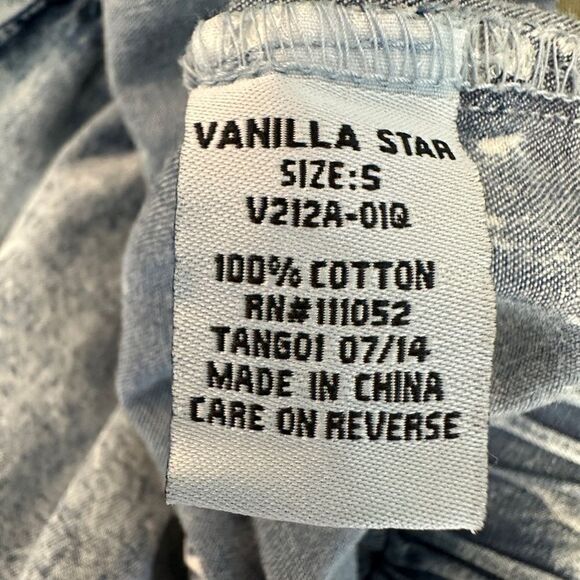 VANILLA STAR
SIZE:S
V212A-01Q
100% COTTON
RN#111052
TANGO1 07/14
MADE IN CHINA
CARE ON REVERSE